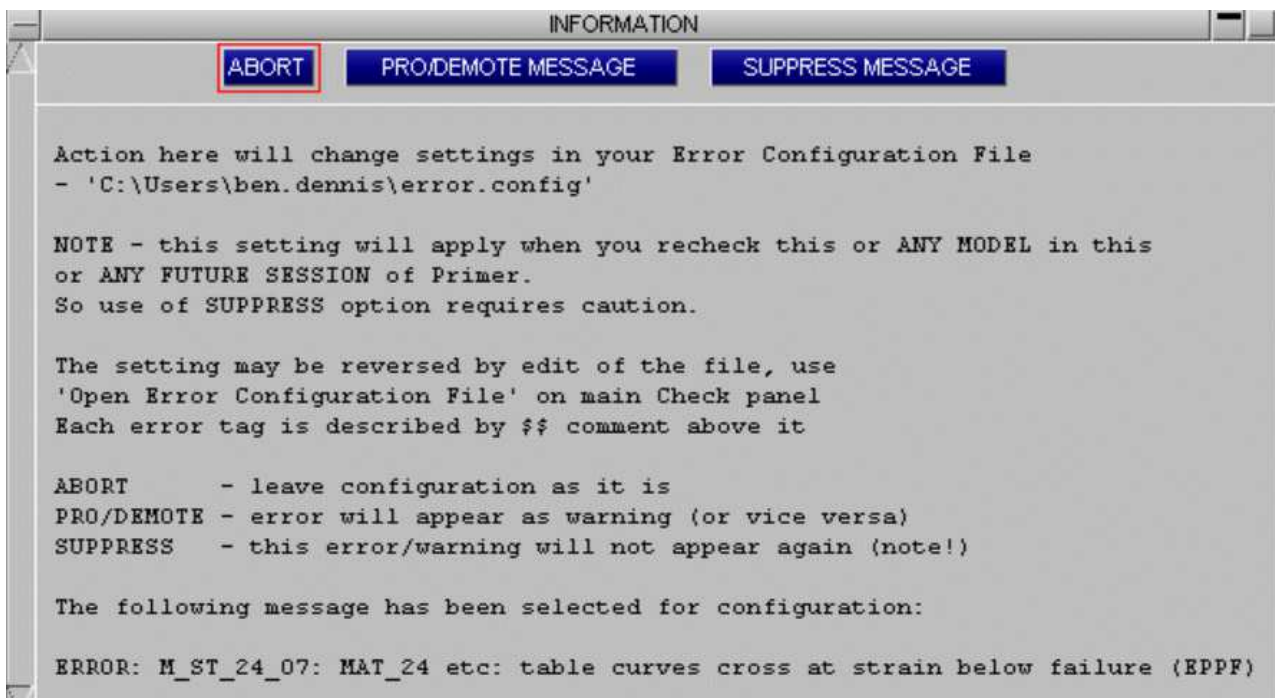 INFORMATION
ABORT PRO/DEMOTE MESSAGE SUPPRESS MESSAGE
Action here will change settings in your Error Configuration File
- 'C:\Users\ben.dennis\error.config'
NOTE - this setting will apply when you recheck this or ANY MODEL in this
or ANY FUTURE SESSION of Primer.
So use of SUPPRESS option requires caution.
The setting may be reversed by edit of the file, use
'Open Error Configuration File' on main Check panel
Each error tag is described by $$ comment above it
ABORT - leave configuration as it is
PRO/DEMOTE - error will appear as warning (or vice versa)
SUPPRESS - this error/warning will not appear again (note!)
The following message has been selected for configuration:
ERROR: M_ST_24_07: MAT_24 etc: table curves cross at strain below failure (EPPF)